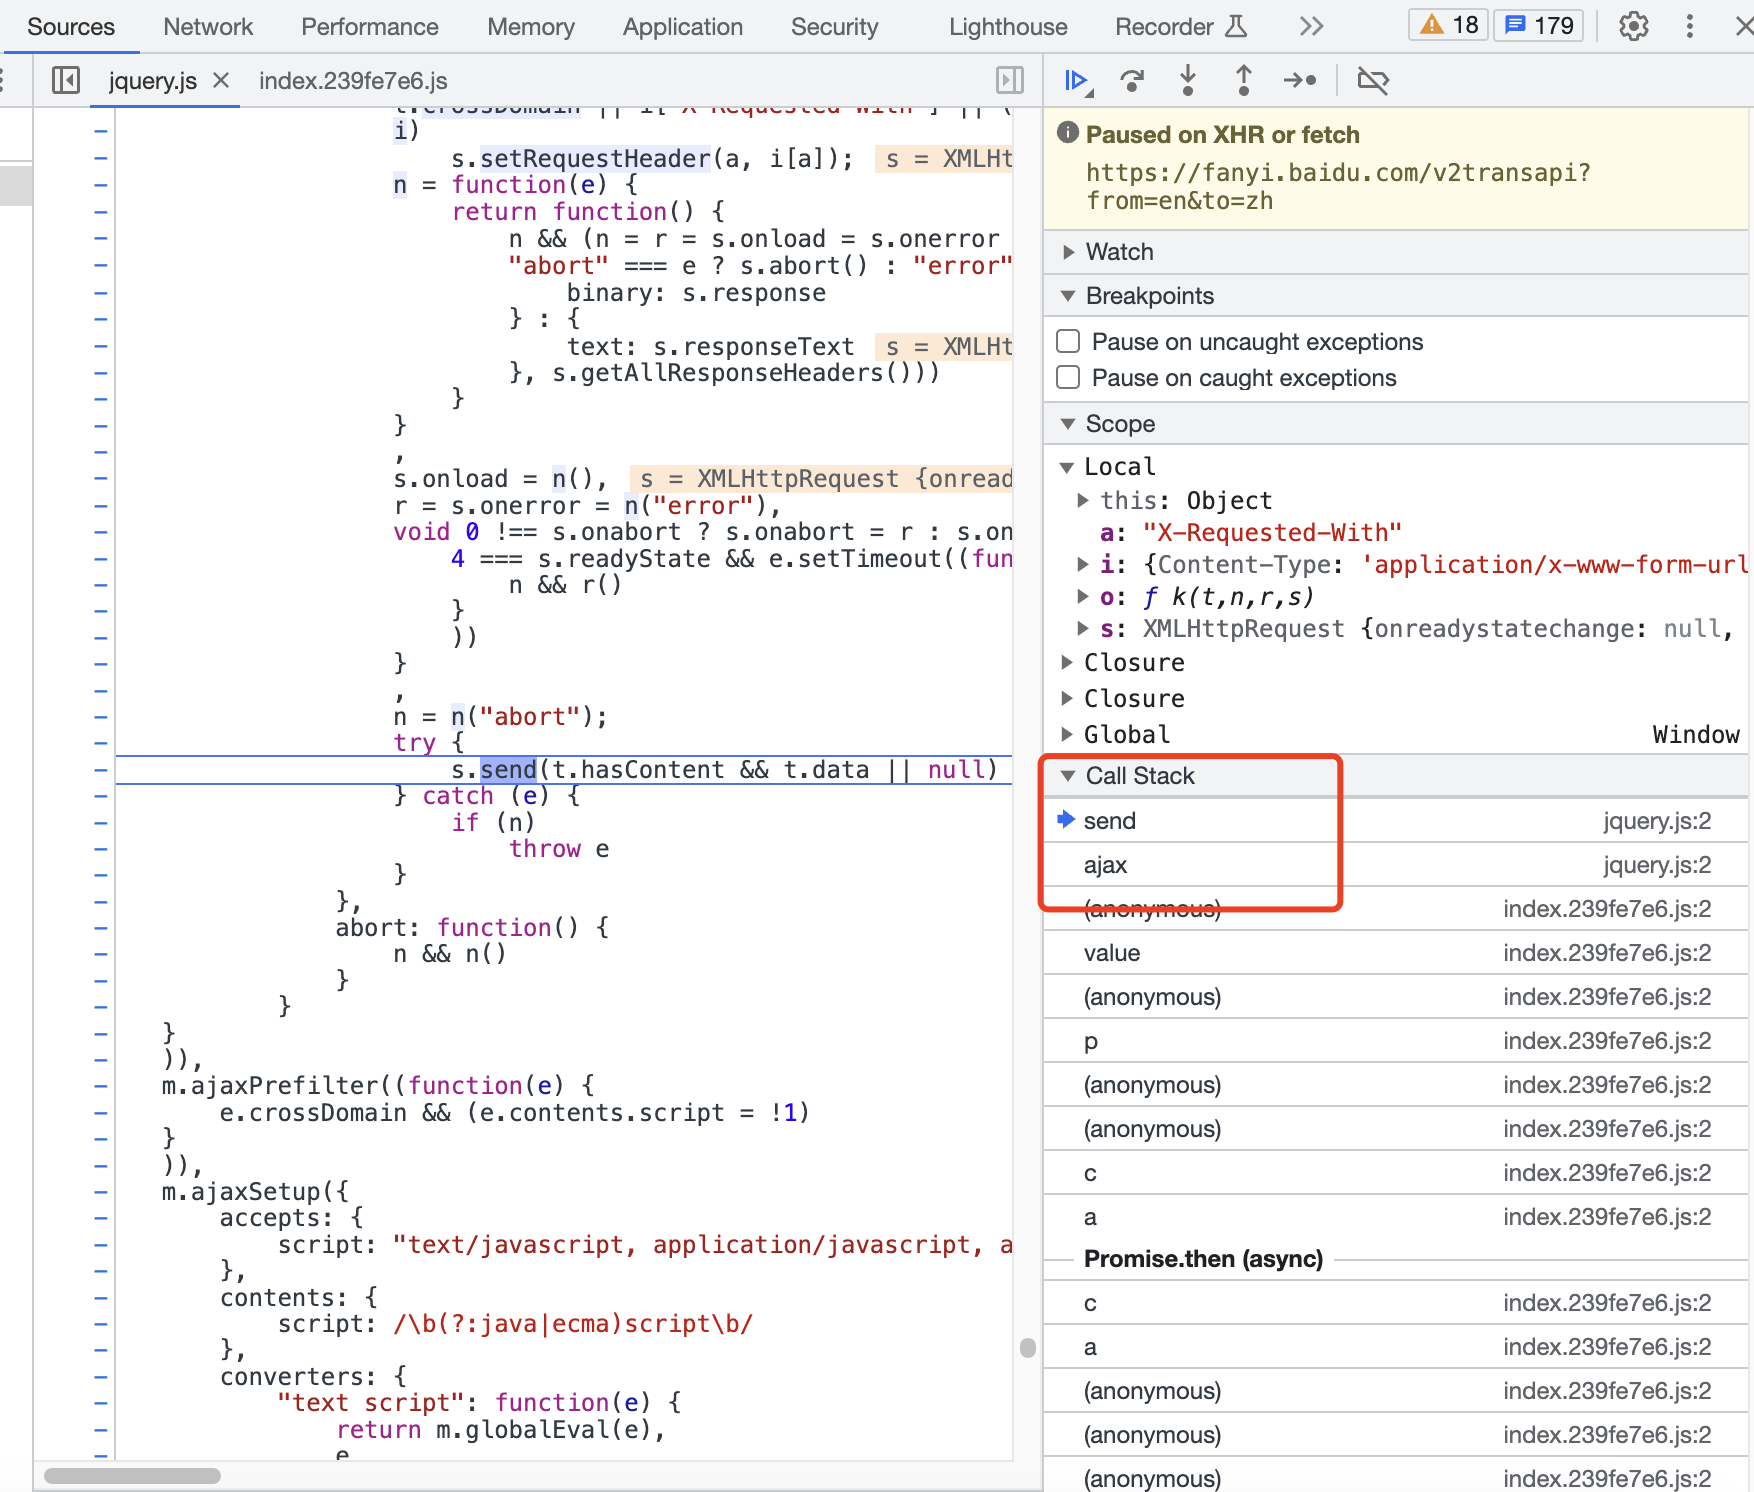 Sources Network Performance Memory Application Security Lighthouse Recorder 18 179
jquery.js index.239fe7e6.js
t.crossDomain || i["X-Requested-With"] || (
i)
s.setRequestHeader(a, i[a]); s = XMLHt
n = function(e) {
return function() {
n && (n = r = s.onload = s.onerror
"abort" === e ? s.abort() : "error"
binary: s.response
} : {
text: s.responseText s = XMLHt
}, s.getAllResponseHeaders()))
}
}
,
s.onload = n(), s = XMLHttpRequest {onread
r = s.onerror = n("error"),
void 0 !== s.onabort ? s.onabort = r : s.on
4 === s.readyState && e.setTimeout((fun
n && r()
}
))
}
,
n = n("abort");
try {
s.send(t.hasContent && t.data || null)
} catch (e) {
if (n)
throw e
}
},
abort: function() {
n && n()
}
}
}
)),
m.ajaxPrefilter((function(e) {
e.crossDomain && (e.contents.script = !1)
}
)),
m.ajaxSetup({
accepts: {
script: "text/javascript, application/javascript, a
},
contents: {
script: /\b(?:java|ecma)script\b/
},
converters: {
"text script": function(e) {
return m.globalEval(e),
e
Paused on XHR or fetch
https://fanyi.baidu.com/v2transapi?
from=en&to=zh
Watch
Breakpoints
Pause on uncaught exceptions
Pause on caught exceptions
Scope
Local
this: Object
a: "X-Requested-With"
i: {Content-Type: 'application/x-www-form-url
o: ƒ k(t,n,r,s)
s: XMLHttpRequest {onreadystatechange: null,
Closure
Closure
Global Window
Call Stack
send jquery.js:2
ajax jquery.js:2
(anonymous) index.239fe7e6.js:2
value index.239fe7e6.js:2
(anonymous) index.239fe7e6.js:2
p index.239fe7e6.js:2
(anonymous) index.239fe7e6.js:2
(anonymous) index.239fe7e6.js:2
c index.239fe7e6.js:2
a index.239fe7e6.js:2
Promise.then (async)
c index.239fe7e6.js:2
a index.239fe7e6.js:2
(anonymous) index.239fe7e6.js:2
(anonymous) index.239fe7e6.js:2
(anonymous) index.239fe7e6.js:2